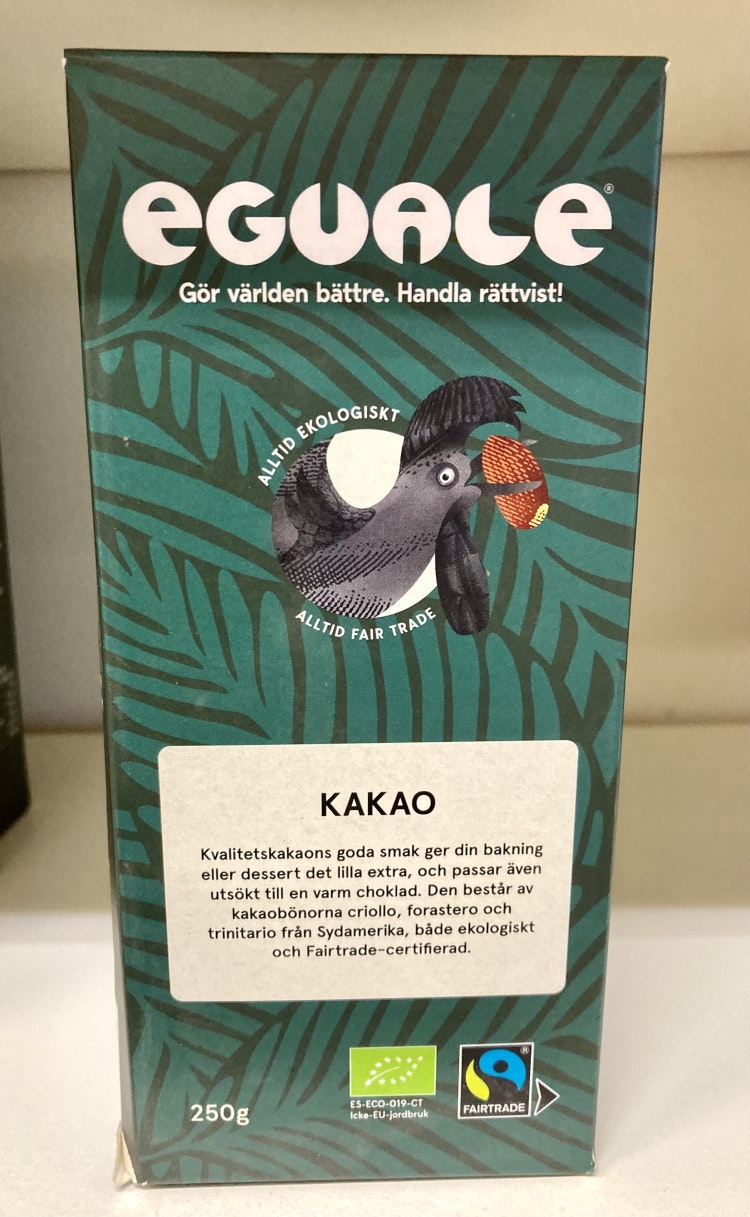 eGUALe®
Gör världen bättre. Handla rättvist!
ALLTID EKOLOGISKT
ALLTID FAIR TRADE
KAKAO
Kvalitetskakaons goda smak ger din bakning
eller dessert det lilla extra, och passar även
utsökt till en varm choklad. Den består av
kakaobönorna criollo, forastero och
trinitario från Sydamerika, både ekologiskt
och Fairtrade-certifierad.
250g
ES-ECO-019-CT
Icke-EU-jordbruk
FAIRTRADE
®